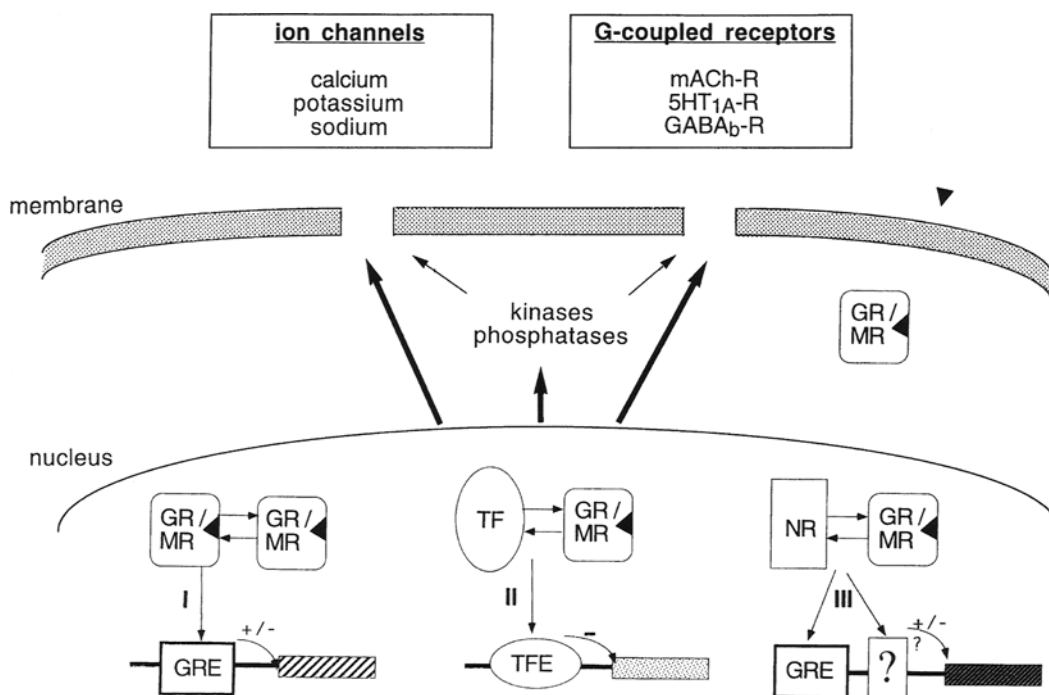 ion channels
calcium
potassium
sodium
G-coupled receptors
mACh-R
5HT1A-R
GABAb-R
membrane
kinases
phosphatases
GR /
MR
nucleus
GR /
MR
GR /
MR
TF
GR /
MR
NR
GR /
MR
I
II
III
+/-
-
+/-
?
GRE
TFE
GRE
?